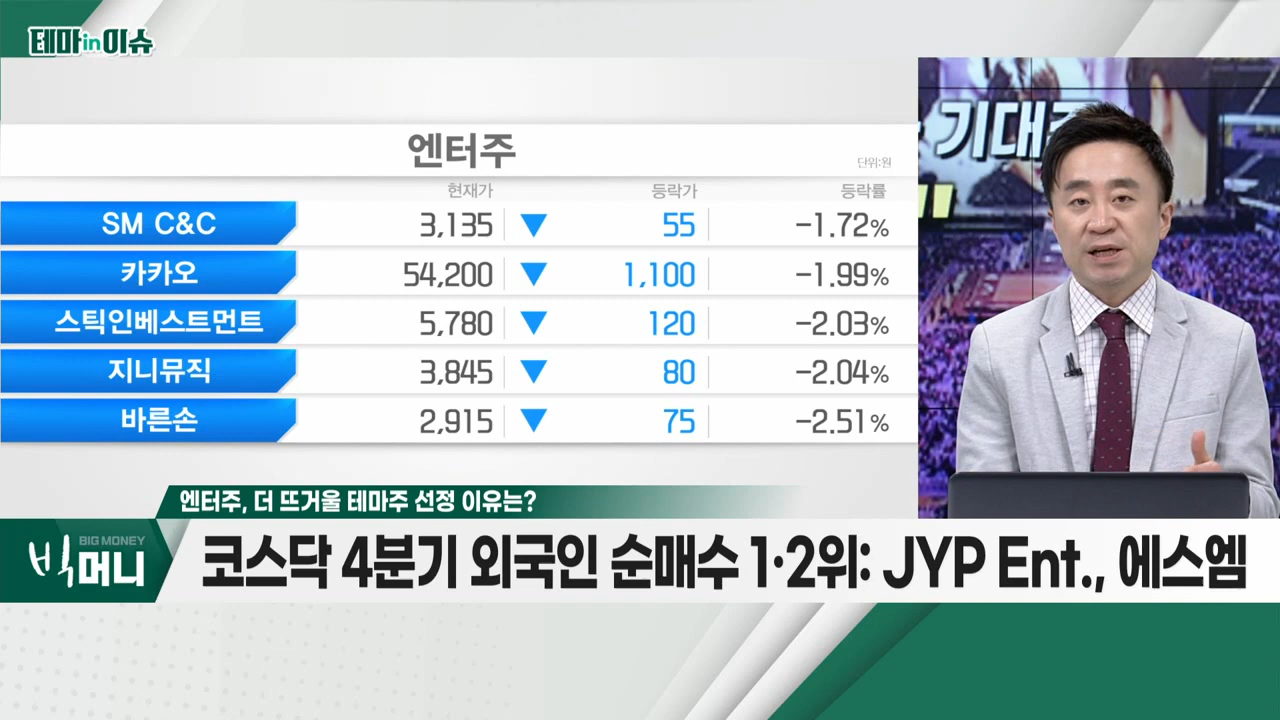 테마in이슈
기대주
엔터주
단위:원
현재가 등락가 등락률
SM C&C 3,135 ▼ 55 -1.72%
카카오 54,200 ▼ 1,100 -1.99%
스틱인베스트먼트 5,780 ▼ 120 -2.03%
지니뮤직 3,845 ▼ 80 -2.04%
바른손 2,915 ▼ 75 -2.51%
엔터주, 더 뜨거울 테마주 선정 이유는?
BIG MONEY
빅머니
코스닥 4분기 외국인 순매수 1·2위: JYP Ent., 에스엠